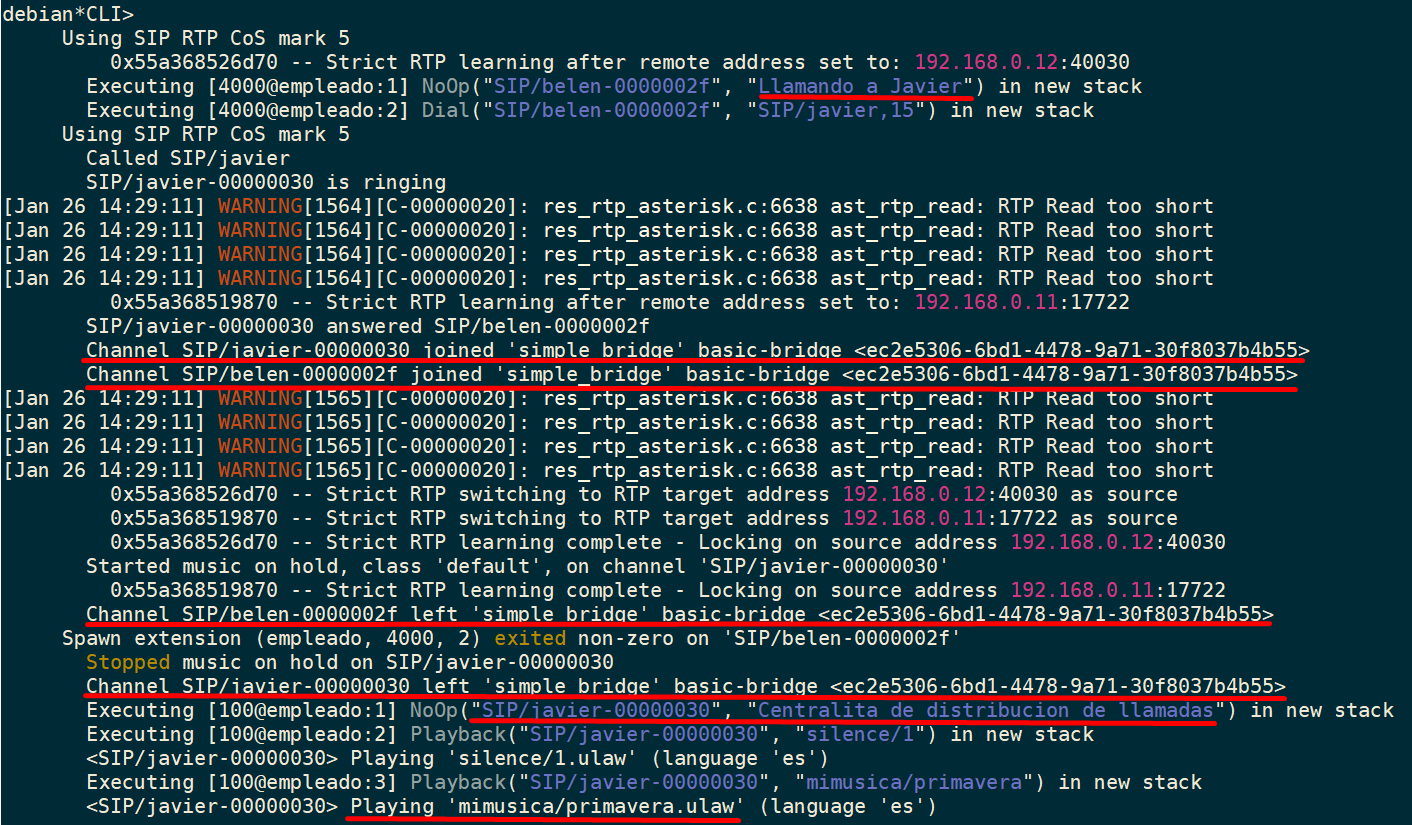 debian*CLI>
Using SIP RTP CoS mark 5
0x55a368526d70 -- Strict RTP learning after remote address set to: 192.168.0.12:40030
Executing [4000@empleado:1] NoOp("SIP/belen-0000002f", "Llamando a Javier") in new stack
Executing [4000@empleado:2] Dial("SIP/belen-0000002f", "SIP/javier,15") in new stack
Using SIP RTP CoS mark 5
Called SIP/javier
SIP/javier-00000030 is ringing
[Jan 26 14:29:11] WARNING[1564][C-00000020]: res_rtp_asterisk.c:6638 ast_rtp_read: RTP Read too short
[Jan 26 14:29:11] WARNING[1564][C-00000020]: res_rtp_asterisk.c:6638 ast_rtp_read: RTP Read too short
[Jan 26 14:29:11] WARNING[1564][C-00000020]: res_rtp_asterisk.c:6638 ast_rtp_read: RTP Read too short
[Jan 26 14:29:11] WARNING[1564][C-00000020]: res_rtp_asterisk.c:6638 ast_rtp_read: RTP Read too short
0x55a368519870 -- Strict RTP learning after remote address set to: 192.168.0.11:17722
SIP/javier-00000030 answered SIP/belen-0000002f
Channel SIP/javier-00000030 joined 'simple_bridge' basic-bridge <ec2e5306-6bd1-4478-9a71-30f8037b4b55>
Channel SIP/belen-0000002f joined 'simple_bridge' basic-bridge <ec2e5306-6bd1-4478-9a71-30f8037b4b55>
[Jan 26 14:29:11] WARNING[1565][C-00000020]: res_rtp_asterisk.c:6638 ast_rtp_read: RTP Read too short
[Jan 26 14:29:11] WARNING[1565][C-00000020]: res_rtp_asterisk.c:6638 ast_rtp_read: RTP Read too short
[Jan 26 14:29:11] WARNING[1565][C-00000020]: res_rtp_asterisk.c:6638 ast_rtp_read: RTP Read too short
[Jan 26 14:29:11] WARNING[1565][C-00000020]: res_rtp_asterisk.c:6638 ast_rtp_read: RTP Read too short
0x55a368526d70 -- Strict RTP switching to RTP target address 192.168.0.12:40030 as source
0x55a368519870 -- Strict RTP switching to RTP target address 192.168.0.11:17722 as source
0x55a368526d70 -- Strict RTP learning complete - Locking on source address 192.168.0.12:40030
Started music on hold, class 'default', on channel 'SIP/javier-00000030'
0x55a368519870 -- Strict RTP learning complete - Locking on source address 192.168.0.11:17722
Channel SIP/belen-0000002f left 'simple_bridge' basic-bridge <ec2e5306-6bd1-4478-9a71-30f8037b4b55>
Spawn extension (empleado, 4000, 2) exited non-zero on 'SIP/belen-0000002f'
Stopped music on hold on SIP/javier-00000030
Channel SIP/javier-00000030 left 'simple_bridge' basic-bridge <ec2e5306-6bd1-4478-9a71-30f8037b4b55>
Executing [100@empleado:1] NoOp("SIP/javier-00000030", "Centralita de distribucion de llamadas") in new stack
Executing [100@empleado:2] Playback("SIP/javier-00000030", "silence/1") in new stack
<SIP/javier-00000030> Playing 'silence/1.ulaw' (language 'es')
Executing [100@empleado:3] Playback("SIP/javier-00000030", "mimusica/primavera") in new stack
<SIP/javier-00000030> Playing 'mimusica/primavera.ulaw' (language 'es')